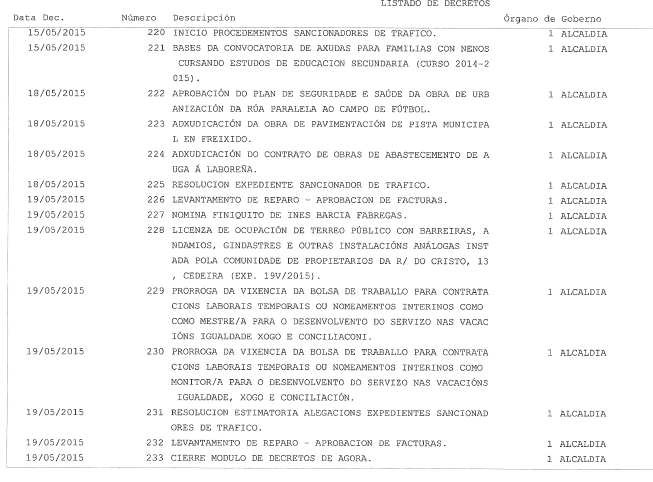 LISTADO DE DECRETOS
Data Dec. Número Descripción Órgano de Goberno
15/05/2015 220 INICIO PROCEDEMENTOS SANCIONADORES DE TRAFICO. 1 ALCALDIA
15/05/2015 221 BASES DA CONVOCATORIA DE AXUDAS PARA FAMILIAS CON NENOS 1 ALCALDIA
CURSANDO ESTUDOS DE EDUCACION SECUNDARIA (CURSO 2014-2
015).
18/05/2015 222 APROBACIÓN DO PLAN DE SEGURIDADE E SAÚDE DA OBRA DE URB 1 ALCALDIA
ANIZACIÓN DA RÚA PARALELA AO CAMPO DE FÚTBOL.
18/05/2015 223 ADXUDICACIÓN DA OBRA DE PAVIMENTACIÓN DE PISTA MUNICIPA 1 ALCALDIA
L EN FREIXIDO.
18/05/2015 224 ADXUDICACIÓN DO CONTRATO DE OBRAS DE ABASTECEMENTO DE A 1 ALCALDIA
UGA Á LABOREÑA.
18/05/2015 225 RESOLUCION EXPEDIENTE SANCIONADOR DE TRAFICO. 1 ALCALDIA
19/05/2015 226 LEVANTAMENTO DE REPARO - APROBACION DE FACTURAS. 1 ALCALDIA
19/05/2015 227 NOMINA FINIQUITO DE INES BARCIA FABREGAS. 1 ALCALDIA
19/05/2015 228 LICENZA DE OCUPACIÓN DE TERREO PÚBLICO CON BARREIRAS, A 1 ALCALDIA
NDAMIOS, GINDASTRES E OUTRAS INSTALACIÓNS ANÁLOGAS INST
ADA POLA COMUNIDADE DE PROPIETARIOS DA R/ DO CRISTO, 13
, CEDEIRA (EXP. 19V/2015).
19/05/2015 229 PRORROGA DA VIXENCIA DA BOLSA DE TRABALLO PARA CONTRATA 1 ALCALDIA
CIONS LABORAIS TEMPORAIS OU NOMEAMENTOS INTERINOS COMO
COMO MESTRE/A PARA O DESENVOLVEMENTO DO SERVIZO NAS VACAC
IÓNS IGUALDADE XOGO E CONCILIACONI.
19/05/2015 230 PRORROGA DA VIXENCIA DA BOLSA DE TRABALLO PARA CONTRATA 1 ALCALDIA
CIONS LABORAIS TEMPORAIS OU NOMEAMENTOS INTERINOS COMO
MONITOR/A PARA O DESENVOLVEMENTO DO SERVIZO NAS VACACIÓNS
IGUALDADE, XOGO E CONCILIACIÓN.
19/05/2015 231 RESOLUCION ESTIMATORIA ALEGACIONS EXPEDIENTES SANCIONAD 1 ALCALDIA
ORES DE TRAFICO.
19/05/2015 232 LEVANTAMENTO DE REPARO - APROBACION DE FACTURAS. 1 ALCALDIA
19/05/2015 233 CIERRE MODULO DE DECRETOS DE AGORA. 1 ALCALDIA